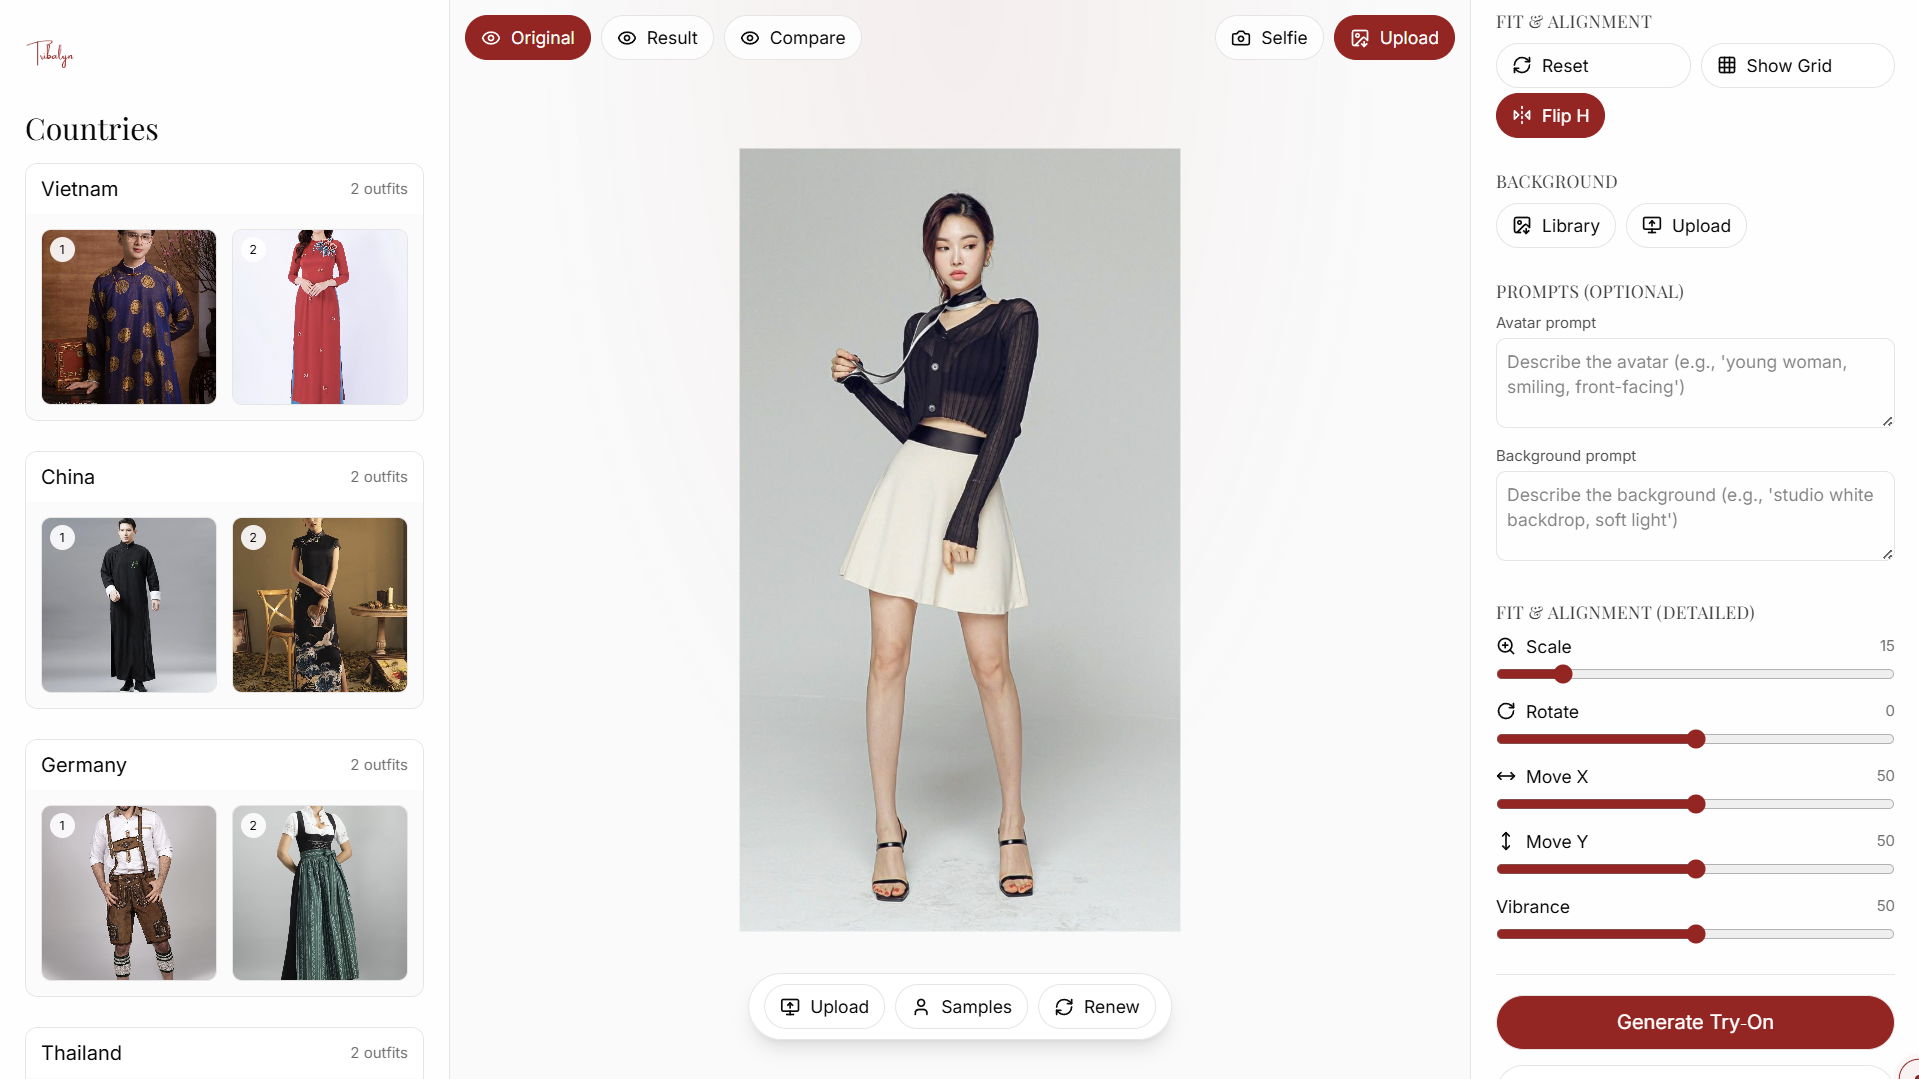 Tribalyn
Countries
Vietnam
2 outfits
1
2
China
2 outfits
1
2
Germany
2 outfits
1
2
Thailand
2 outfits
Original
Result
Compare
Selfie
Upload
Upload
Samples
Renew
FIT & ALIGNMENT
Reset
Show Grid
Flip H
BACKGROUND
Library
Upload
PROMPTS (OPTIONAL)
Avatar prompt
Describe the avatar (e.g., 'young woman,
smiling, front-facing')
Background prompt
Describe the background (e.g., 'studio white
backdrop, soft light')
FIT & ALIGNMENT (DETAILED)
Scale
15
Rotate
0
Move X
50
Move Y
50
Vibrance
50
Generate Try-On